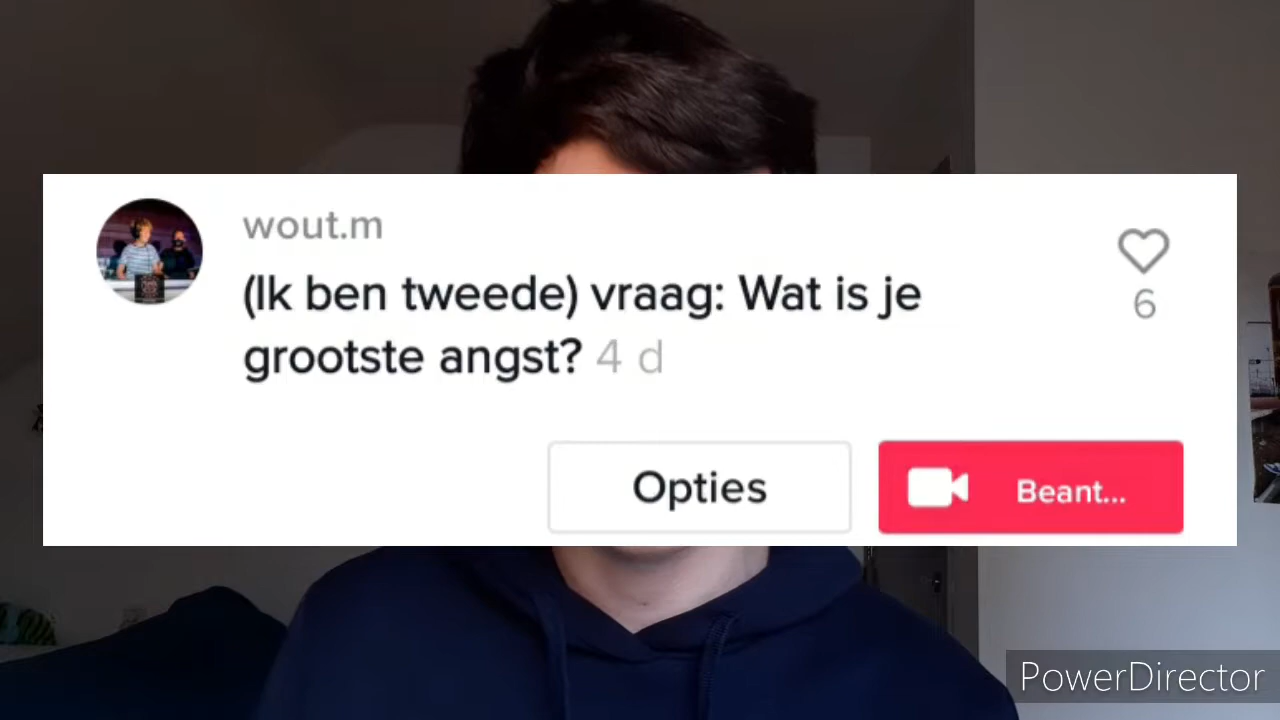 wout.m
(Ik ben tweede) vraag: Wat is je
grootste angst? 4 d
6
Opties
Beant...
PowerDirector